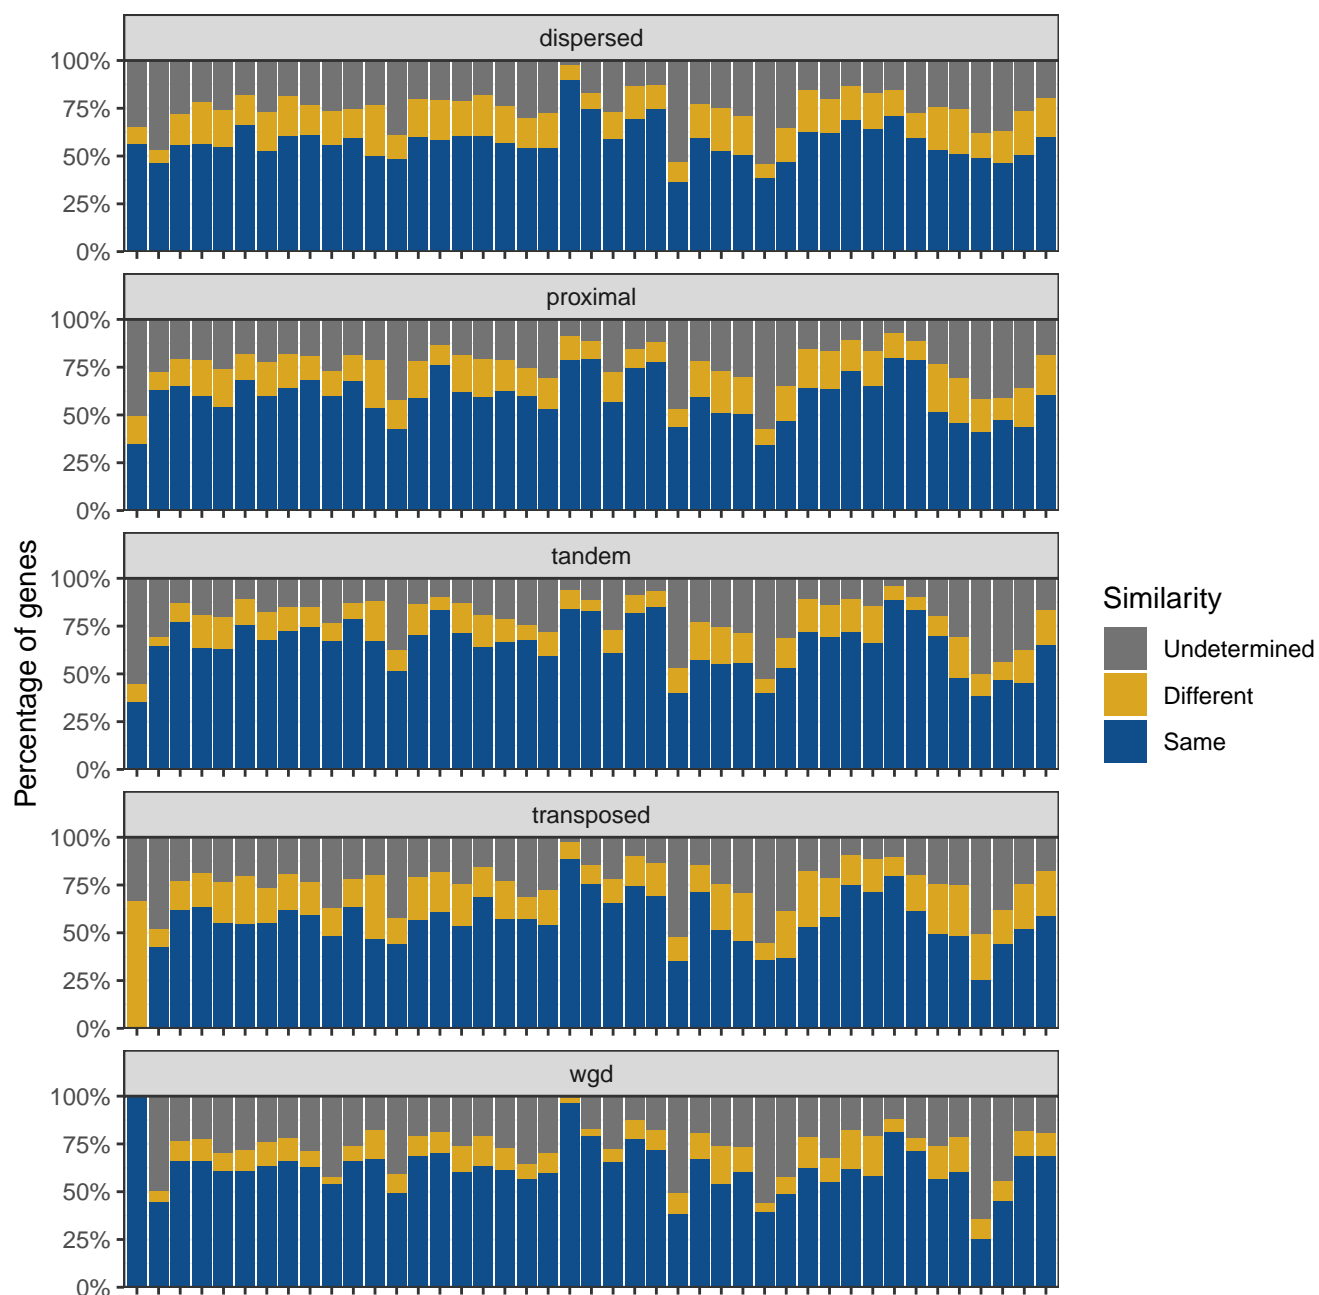 dispersed
100%
75%
50%
25%
0%
proximal
100%
75%
50%
25%
0%
Percentage of genes
tandem
100%
75%
50%
25%
0%
Similarity
Undetermined
Different
Same
transposed
100%
75%
50%
25%
0%
wgd
100%
75%
50%
25%
0%